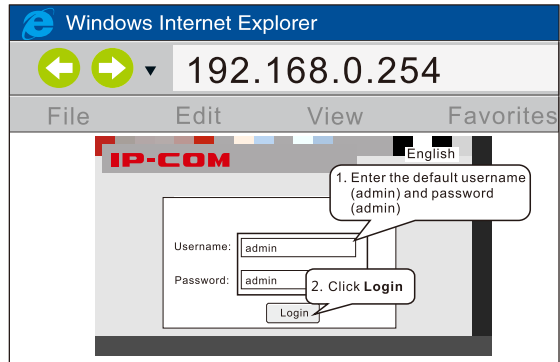 Windows Internet Explorer
192.168.0.254
File Edit View Favorites
IP-COM
English
1. Enter the default username
(admin) and password
(admin)
Username: admin
Password: admin
2. Click Login
Login